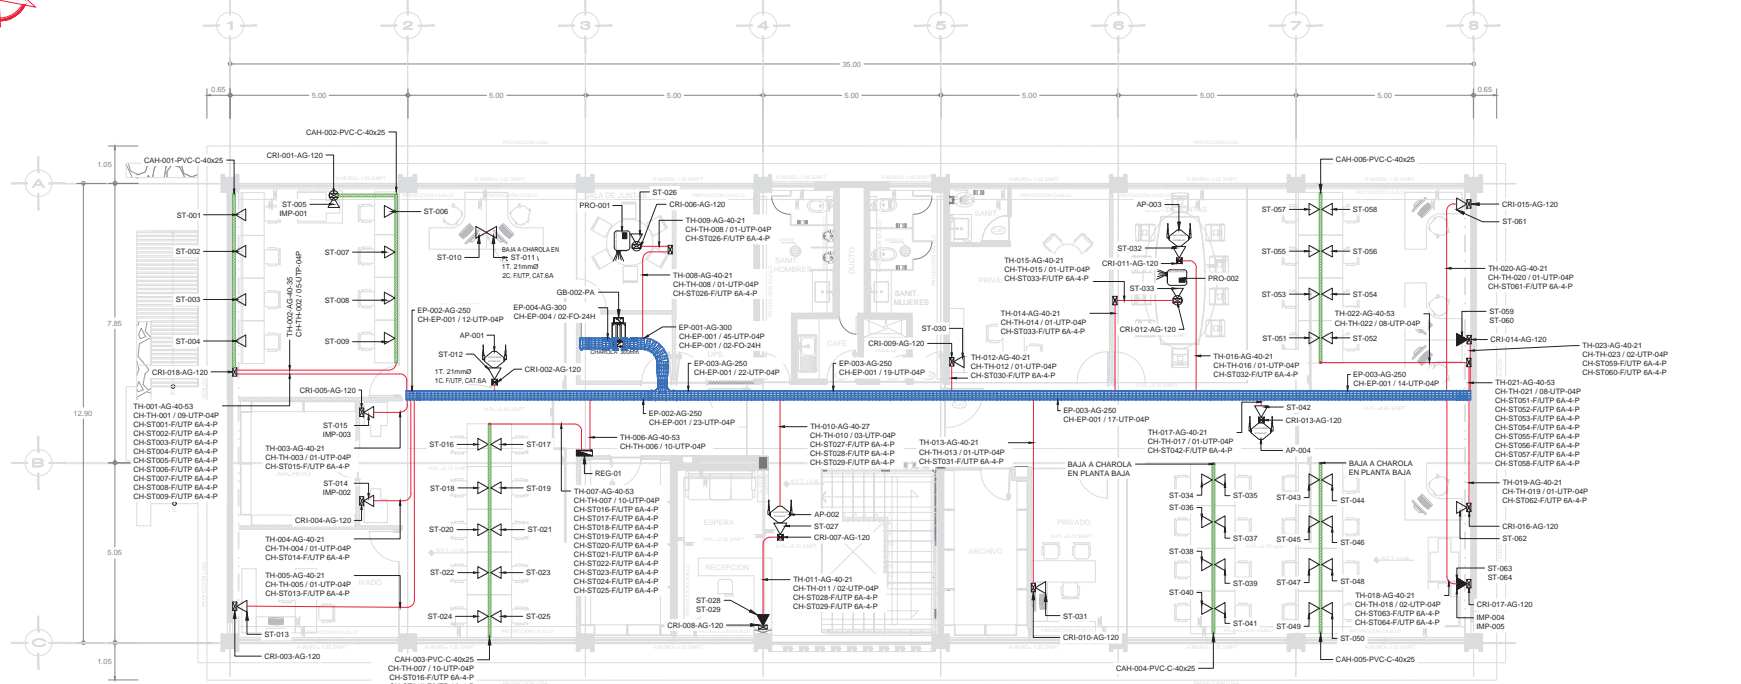 1
2
3
4
5
6
7
8
35.00
0.65
5.00
5.00
5.00
5.00
5.00
5.00
5.00
0.65
A
B
C
1.05
7.85
12.90
5.05
1.05
CAH-001-PVC-C-40x25
CAH-002-PVC-C-40x25
CRI-001-AG-120
ST-005
IMP-001
ST-001
ST-002
ST-003
ST-004
ST-006
ST-007
ST-008
ST-009
TH-002-AG-40-35
CH-TH-002 / 05-UTP-04P
CRI-018-AG-120
TH-001-AG-40-53
CH-TH-001 / 09-UTP-04P
CH-ST001-F/UTP 6A-4-P
CH-ST002-F/UTP 6A-4-P
CH-ST003-F/UTP 6A-4-P
CH-ST004-F/UTP 6A-4-P
CH-ST005-F/UTP 6A-4-P
CH-ST006-F/UTP 6A-4-P
CH-ST007-F/UTP 6A-4-P
CH-ST008-F/UTP 6A-4-P
CH-ST009-F/UTP 6A-4-P
ST-010
ST-011
BAJA A CHAROLA EN
1T. 21mmØ
2C. F/UTP, CAT.6A
EP-002-AG-250
CH-EP-001 / 12-UTP-04P
AP-001
ST-012
1T. 21mmØ
1C. F/UTP, CAT.6A
CRI-002-AG-120
CRI-005-AG-120
ST-015
IMP-003
TH-003-AG-40-21
CH-TH-003 / 01-UTP-04P
CH-ST015-F/UTP 6A-4-P
ST-014
IMP-002
CRI-004-AG-120
TH-004-AG-40-21
CH-TH-004 / 01-UTP-04P
CH-ST014-F/UTP 6A-4-P
TH-005-AG-40-21
CH-TH-005 / 01-UTP-04P
CH-ST013-F/UTP 6A-4-P
ST-013
CRI-003-AG-120
PRO-001
ST-026
CRI-006-AG-120
TH-009-AG-40-21
CH-TH-008 / 01-UTP-04P
CH-ST026-F/UTP 6A-4-P
TH-008-AG-40-21
CH-TH-008 / 01-UTP-04P
CH-ST026-F/UTP 6A-4-P
GB-002-PA
EP-004-AG-300
CH-EP-004 / 02-FO-24H
CHAROLA 300mm
EP-001-AG-300
CH-EP-001 / 45-UTP-04P
CH-EP-001 / 02-FO-24H
EP-003-AG-250
CH-EP-001 / 22-UTP-04P
EP-002-AG-250
CH-EP-001 / 23-UTP-04P
TH-006-AG-40-53
CH-TH-006 / 10-UTP-04P
REG-01
ST-016
ST-017
ST-018
ST-019
ST-020
ST-021
ST-022
ST-023
ST-024
ST-025
TH-007-AG-40-53
CH-TH-007 / 10-UTP-04P
CH-ST016-F/UTP 6A-4-P
CH-ST017-F/UTP 6A-4-P
CH-ST018-F/UTP 6A-4-P
CH-ST019-F/UTP 6A-4-P
CH-ST020-F/UTP 6A-4-P
CH-ST021-F/UTP 6A-4-P
CH-ST022-F/UTP 6A-4-P
CH-ST023-F/UTP 6A-4-P
CH-ST024-F/UTP 6A-4-P
CH-ST025-F/UTP 6A-4-P
CAH-003-PVC-C-40x25
CH-TH-007 / 10-UTP-04P
CH-ST016-F/UTP 6A-4-P
SANIT.
HOMBRES
DUCTO
SANIT.
MUJERES
CAFE
ESPERA
RECEPCION
ARCHIVO
PRIVADO
EP-003-AG-250
CH-EP-001 / 19-UTP-04P
TH-010-AG-40-27
CH-TH-010 / 03-UTP-04P
CH-ST027-F/UTP 6A-4-P
CH-ST028-F/UTP 6A-4-P
CH-ST029-F/UTP 6A-4-P
AP-002
ST-027
CRI-007-AG-120
TH-011-AG-40-21
CH-TH-011 / 02-UTP-04P
CH-ST028-F/UTP 6A-4-P
CH-ST029-F/UTP 6A-4-P
ST-028
ST-029
CRI-008-AG-120
ST-030
CRI-009-AG-120
TH-012-AG-40-21
CH-TH-012 / 01-UTP-04P
CH-ST030-F/UTP 6A-4-P
TH-013-AG-40-21
CH-TH-013 / 01-UTP-04P
CH-ST031-F/UTP 6A-4-P
ST-031
CRI-010-AG-120
EP-003-AG-250
CH-EP-001 / 17-UTP-04P
TH-015-AG-40-21
CH-TH-015 / 01-UTP-04P
CH-ST033-F/UTP 6A-4-P
TH-014-AG-40-21
CH-TH-014 / 01-UTP-04P
CH-ST033-F/UTP 6A-4-P
AP-003
ST-032
CRI-011-AG-120
PRO-002
ST-033
CRI-012-AG-120
TH-016-AG-40-21
CH-TH-016 / 01-UTP-04P
CH-ST032-F/UTP 6A-4-P
CAH-006-PVC-C-40x25
ST-057
ST-058
ST-055
ST-056
ST-053
ST-054
ST-051
ST-052
TH-022-AG-40-53
CH-TH-022 / 08-UTP-04P
EP-003-AG-250
CH-EP-001 / 14-UTP-04P
CRI-015-AG-120
ST-061
TH-020-AG-40-21
CH-TH-020 / 01-UTP-04P
CH-ST061-F/UTP 6A-4-P
ST-059
ST-060
CRI-014-AG-120
TH-023-AG-40-21
CH-TH-023 / 02-UTP-04P
CH-ST059-F/UTP 6A-4-P
CH-ST060-F/UTP 6A-4-P
TH-021-AG-40-53
CH-TH-021 / 08-UTP-04P
CH-ST051-F/UTP 6A-4-P
CH-ST052-F/UTP 6A-4-P
CH-ST053-F/UTP 6A-4-P
CH-ST054-F/UTP 6A-4-P
CH-ST055-F/UTP 6A-4-P
CH-ST056-F/UTP 6A-4-P
CH-ST057-F/UTP 6A-4-P
CH-ST058-F/UTP 6A-4-P
TH-017-AG-40-21
CH-TH-017 / 01-UTP-04P
CH-ST042-F/UTP 6A-4-P
ST-042
CRI-013-AG-120
AP-004
BAJA A CHAROLA
EN PLANTA BAJA
BAJA A CHAROLA
EN PLANTA BAJA
ST-034
ST-035
ST-036
ST-037
ST-038
ST-039
ST-040
ST-041
CAH-004-PVC-C-40x25
ST-043
ST-044
ST-045
ST-046
ST-047
ST-048
ST-049
ST-050
CAH-005-PVC-C-40x25
TH-019-AG-40-21
CH-TH-019 / 01-UTP-04P
CH-ST062-F/UTP 6A-4-P
CRI-016-AG-120
ST-062
TH-018-AG-40-21
CH-TH-018 / 02-UTP-04P
CH-ST063-F/UTP 6A-4-P
CH-ST064-F/UTP 6A-4-P
ST-063
ST-064
CRI-017-AG-120
IMP-004
IMP-005